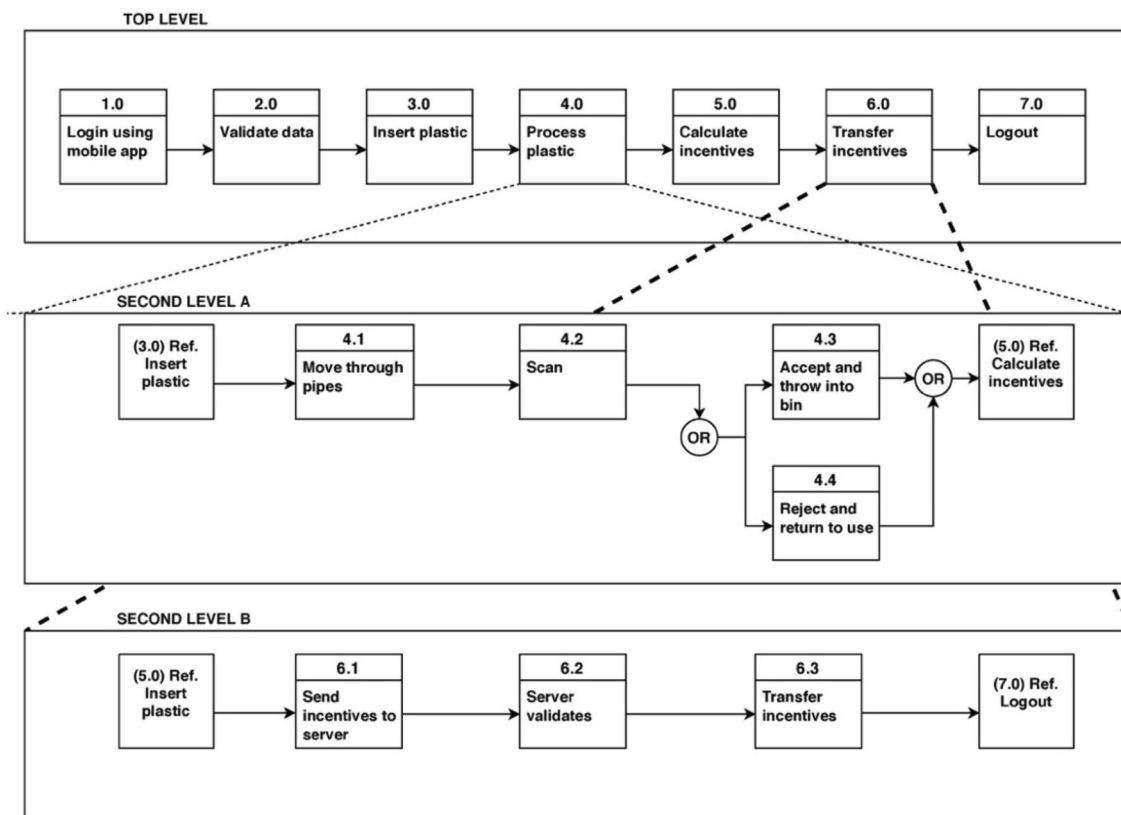 TOP LEVEL
1.0
Login using
mobile app
2.0
Validate data
3.0
Insert plastic
4.0
Process
plastic
5.0
Calculate
incentives
6.0
Transfer
incentives
7.0
Logout
SECOND LEVEL A
(3.0) Ref.
Insert
plastic
4.1
Move through
pipes
4.2
Scan
OR
4.3
Accept and
throw into
bin
4.4
Reject and
return to use
OR
(5.0) Ref.
Calculate
incentives
SECOND LEVEL B
(5.0) Ref.
Insert
plastic
6.1
Send
incentives to
server
6.2
Server
validates
6.3
Transfer
incentives
(7.0) Ref.
Logout